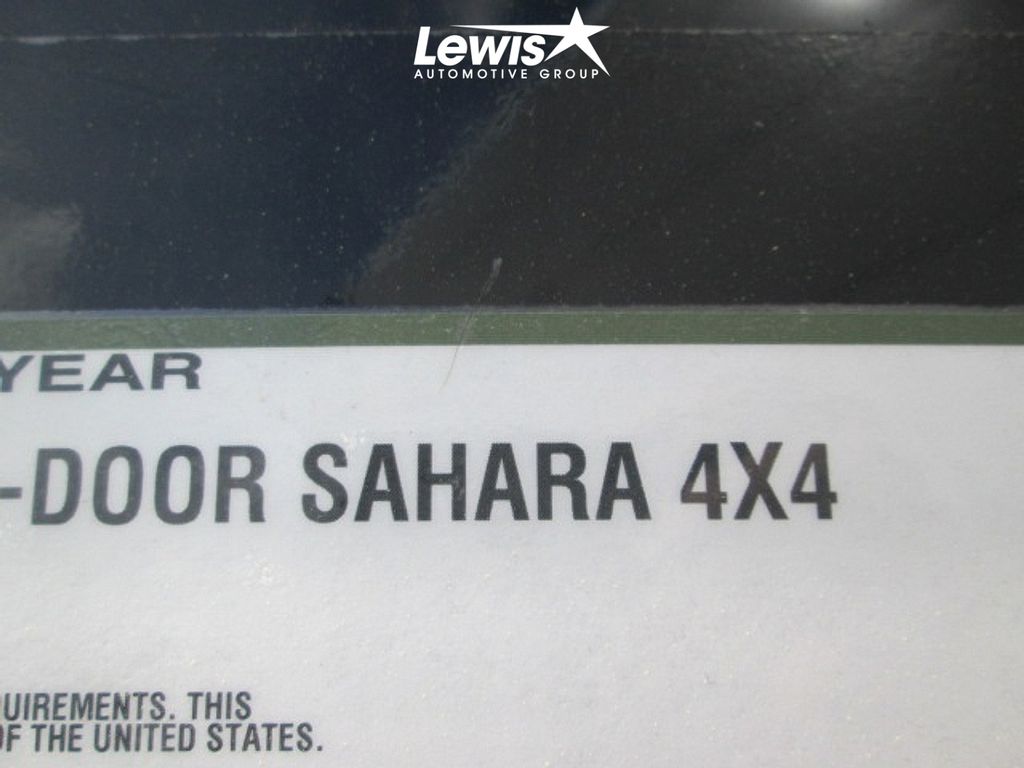 Lewis
AUTOMOTIVE GROUP
YEAR
-DOOR SAHARA 4X4
UIREMENTS. THIS
OF THE UNITED STATES.